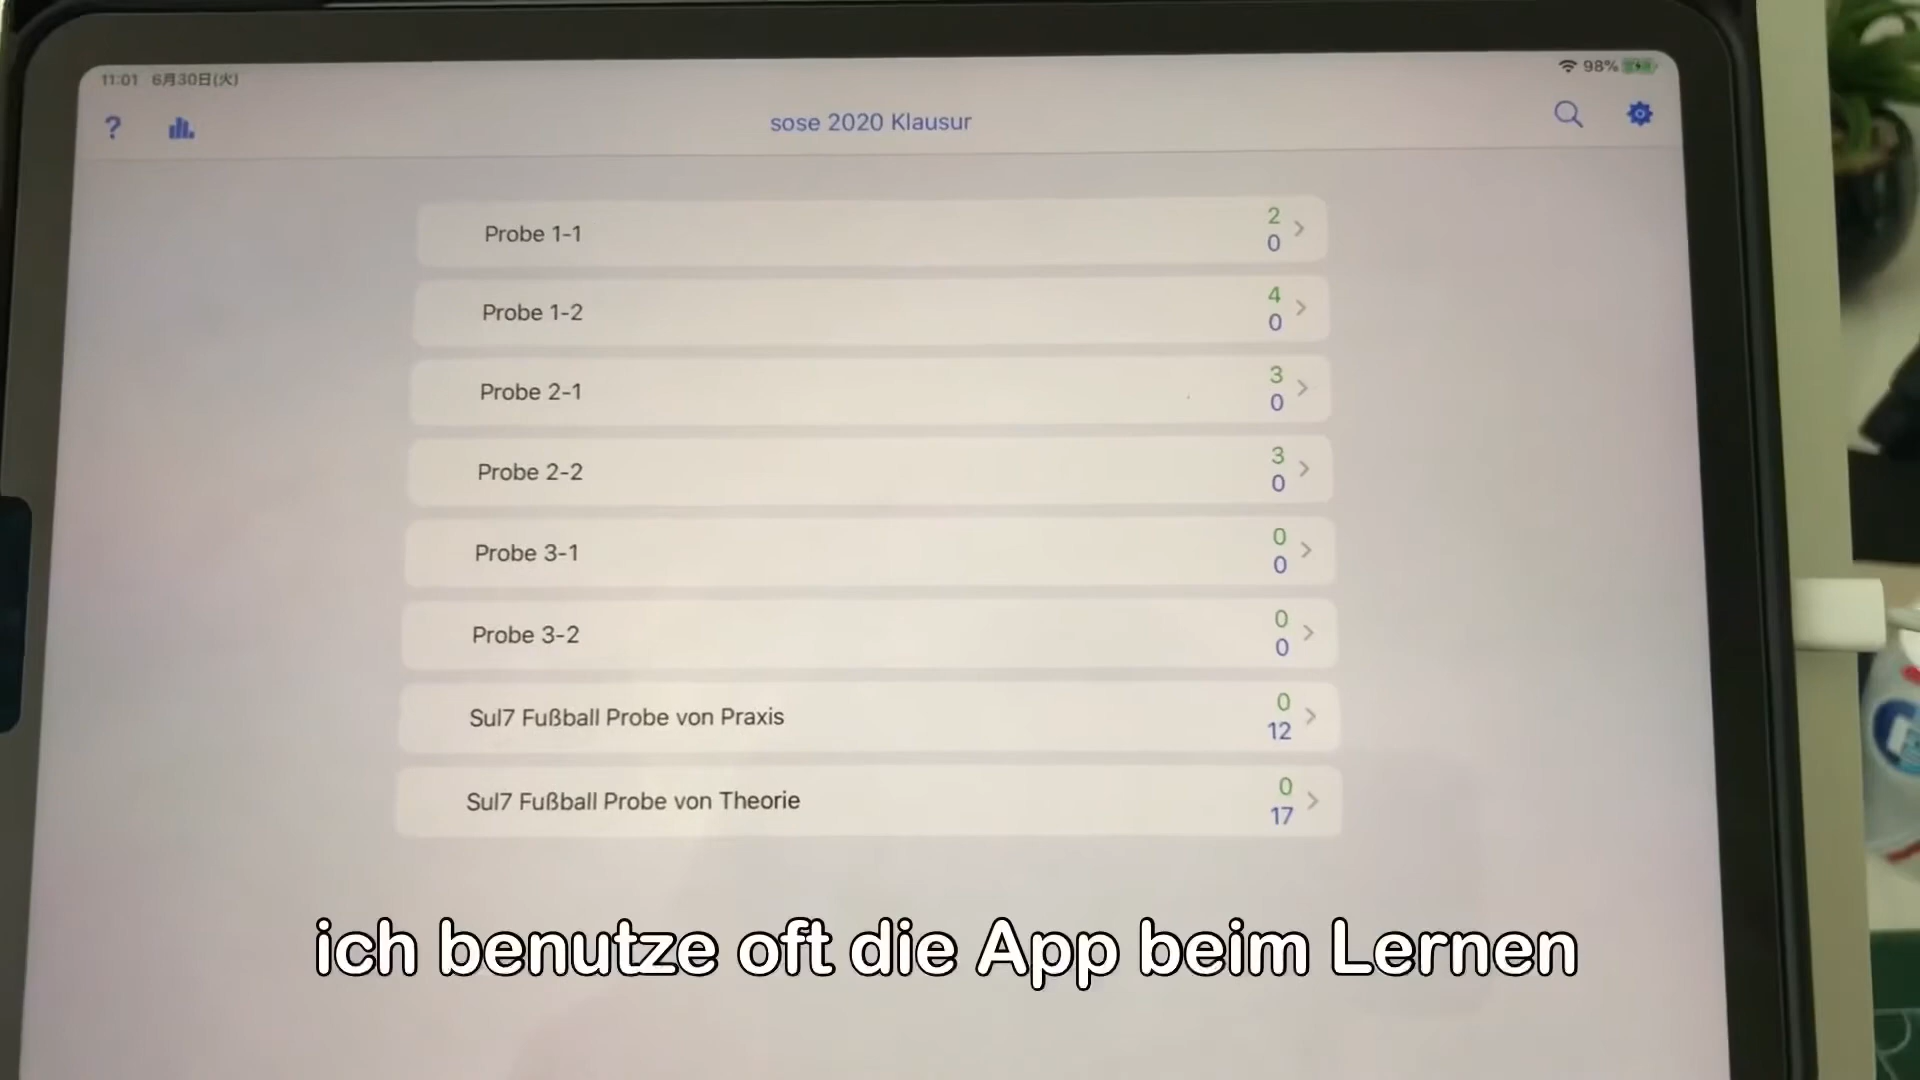 11:01 6月30日(火)
98%
?
sose 2020 Klausur
Probe 1-1
2
0
Probe 1-2
4
0
Probe 2-1
3
0
Probe 2-2
3
0
Probe 3-1
0
0
Probe 3-2
0
0
Sul7 Fußball Probe von Praxis
0
12
Sul7 Fußball Probe von Theorie
0
17
ich benutze oft die App beim Lernen